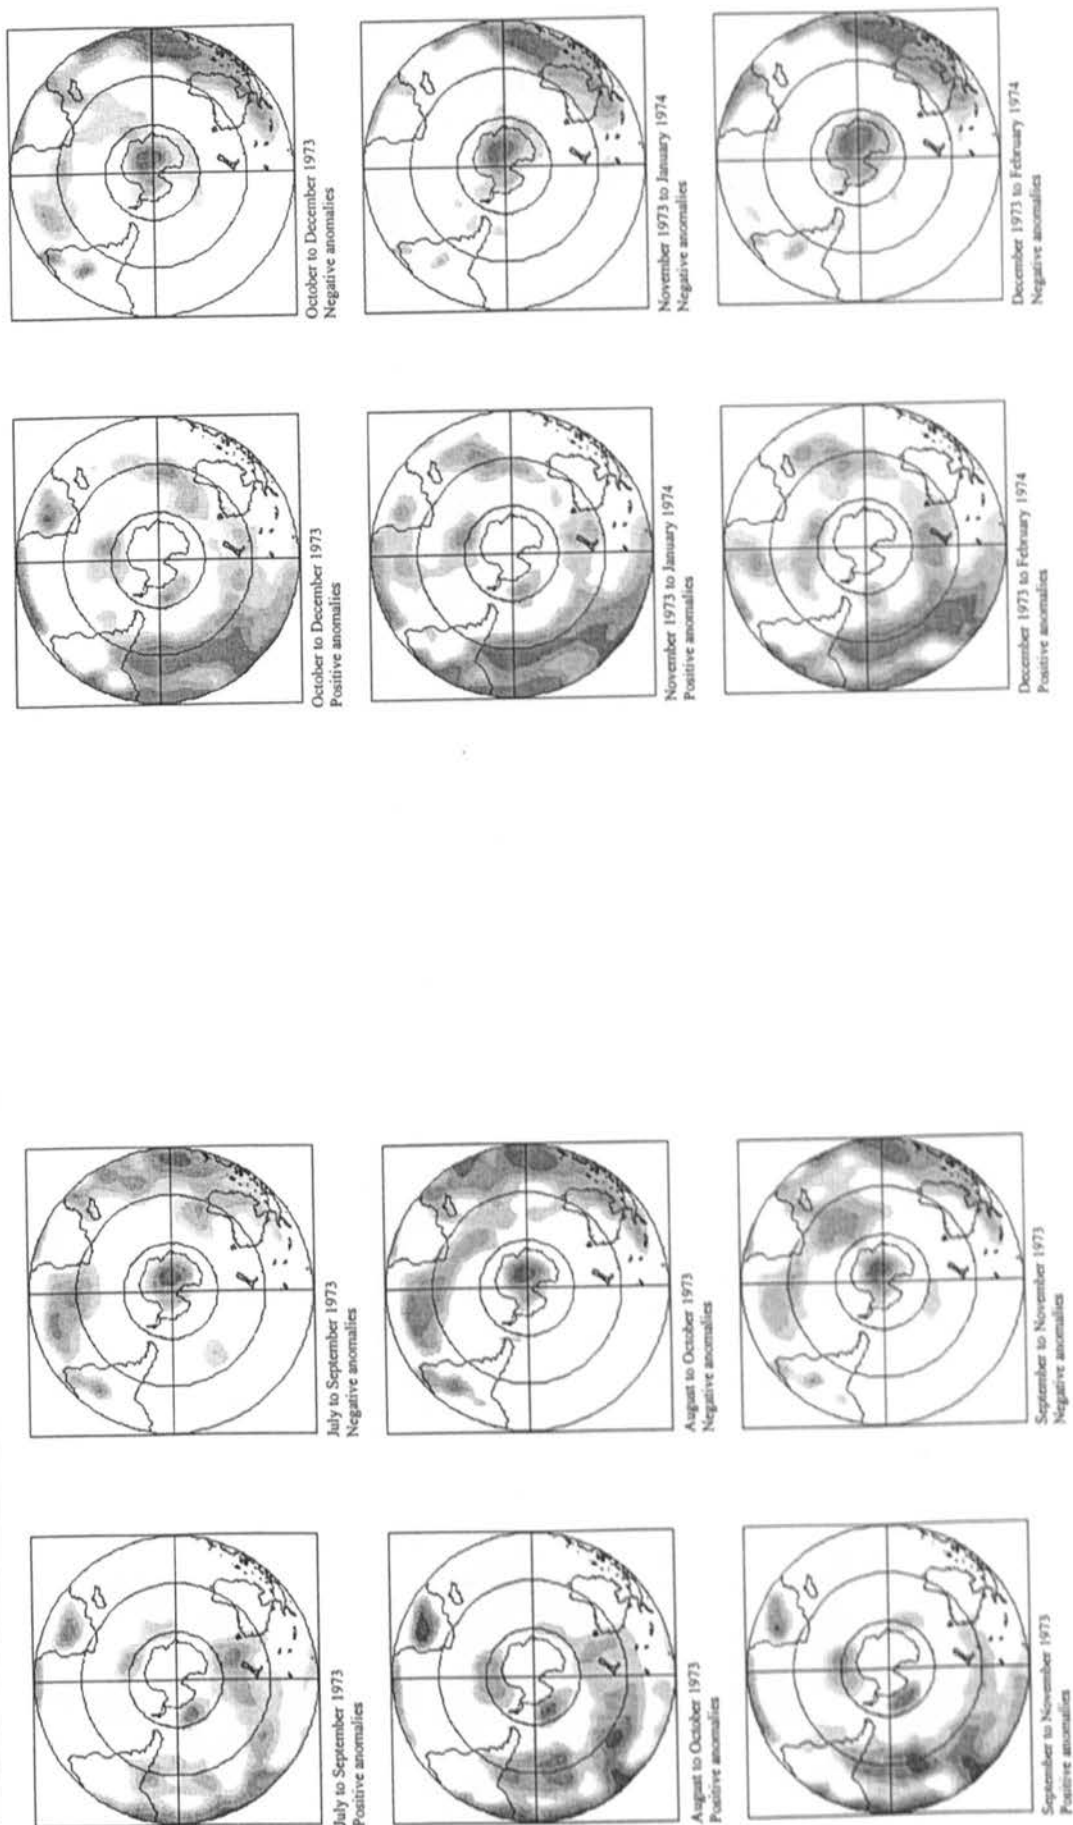 July to September 1973
Positive anomalies
July to September 1973
Negative anomalies
October to December 1973
Positive anomalies
October to December 1973
Negative anomalies
August to October 1973
Positive anomalies
August to October 1973
Negative anomalies
November 1973 to January 1974
Positive anomalies
November 1973 to January 1974
Negative anomalies
September to November 1973
Positive anomalies
September to November 1973
Negative anomalies
December 1973 to February 1974
Positive anomalies
December 1973 to February 1974
Negative anomalies